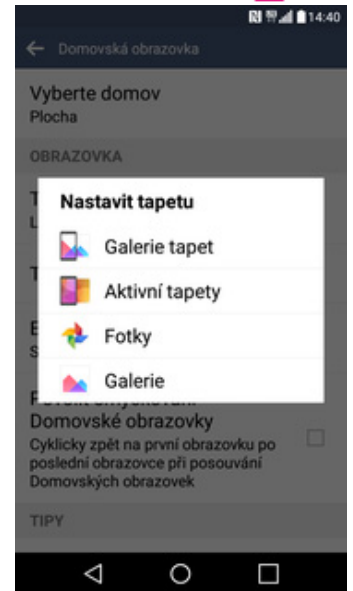 14:40
Domovská obrazovka
Vyberte domov
Plocha
OBRAZOVKA
Nastavit tapetu
Galerie tapet
Aktivní tapety
Fotky
Galerie
Domovské obrazovky
Cyklicky zpět na první obrazovku po
poslední obrazovce při posouvání
Domovských obrazovek
TIPY